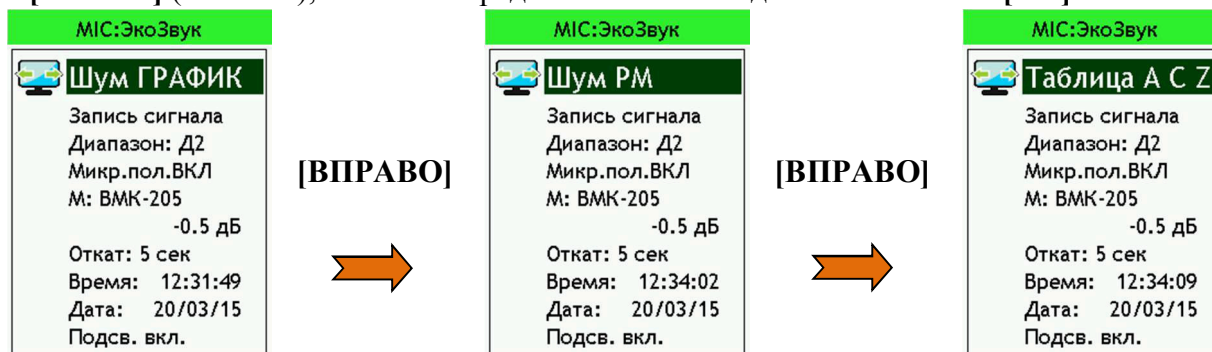 MIC:ЭкоЗвук
Шум ГРАФИК
Запись сигнала
Диапазон: Д2
Микр.пол.ВКЛ
М: ВМК-205
-0.5 дБ
Откат: 5 сек
Время: 12:31:49
Дата: 20/03/15
Подсв. вкл.
[ВПРАВО]
MIC:ЭкоЗвук
Шум РМ
Запись сигнала
Диапазон: Д2
Микр.пол.ВКЛ
М: ВМК-205
-0.5 дБ
Откат: 5 сек
Время: 12:34:02
Дата: 20/03/15
Подсв. вкл.
[ВПРАВО]
MIC:ЭкоЗвук
Таблица A C Z
Запись сигнала
Диапазон: Д2
Микр.пол.ВКЛ
М: ВМК-205
-0.5 дБ
Откат: 5 сек
Время: 12:34:09
Дата: 20/03/15
Подсв. вкл.